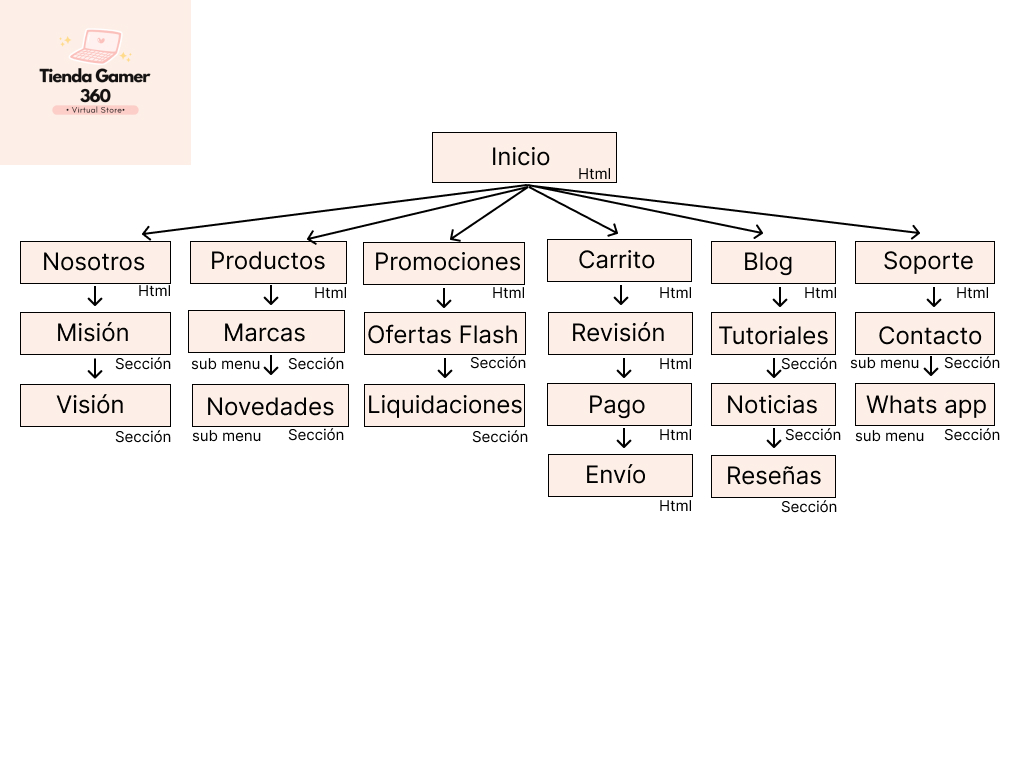 Tienda Gamer
360
• Virtual Store•
Inicio
Html
Nosotros
Html
Misión
Sección
Visión
Sección
Productos
Html
Marcas
sub menu Sección
Novedades
sub menu Sección
Promociones
Html
Ofertas Flash
Sección
Liquidaciones
Sección
Carrito
Html
Revisión
Html
Pago
Html
Envío
Html
Blog
Html
Tutoriales
Sección
Noticias
Sección
Reseñas
Sección
Soporte
Html
Contacto
sub menu Sección
Whats app
sub menu Sección